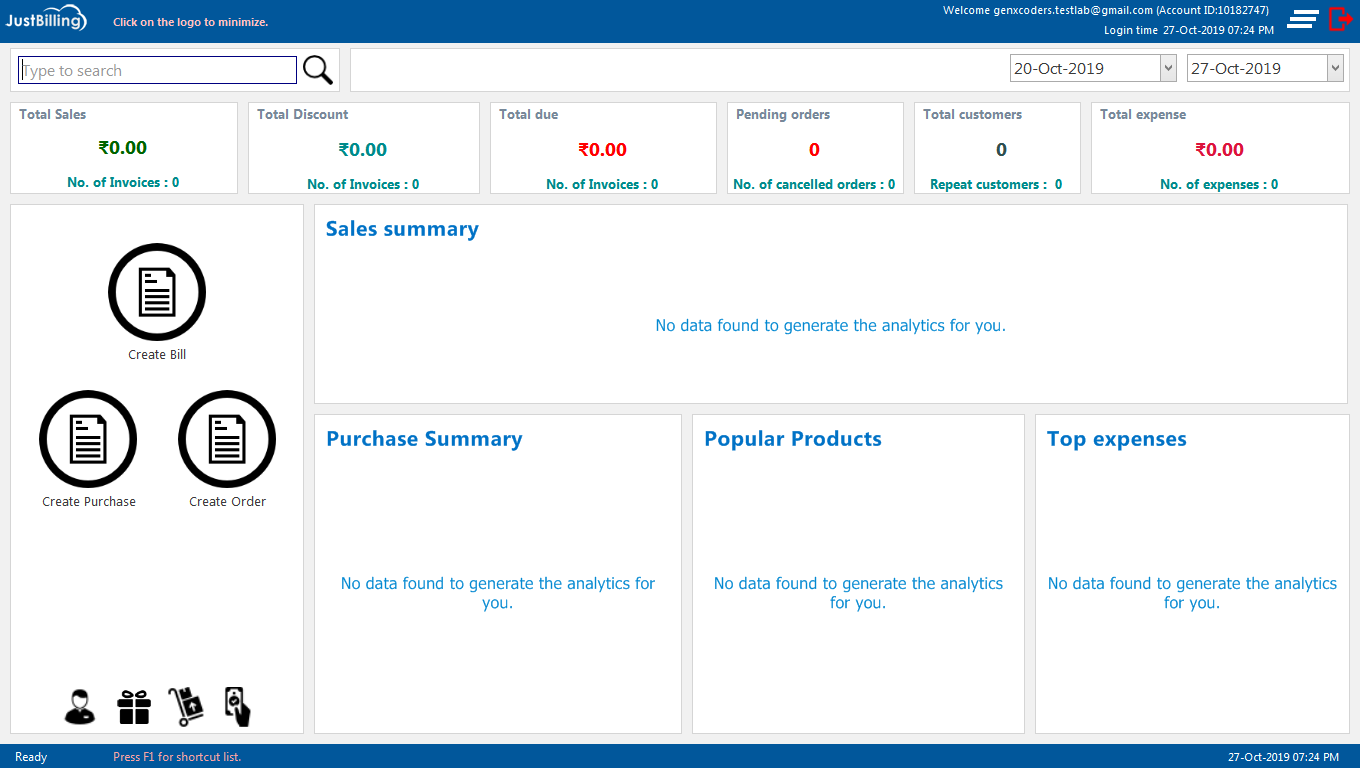 JustBilling
Click on the logo to minimize.
Welcome genxcoders.testlab@gmail.com (Account ID:10182747)
Login time 27-Oct-2019 07:24 PM
Type to search
20-Oct-2019
27-Oct-2019
Total Sales
₹0.00
No. of Invoices : 0
Total Discount
₹0.00
No. of Invoices : 0
Total due
₹0.00
No. of Invoices : 0
Pending orders
0
No. of cancelled orders : 0
Total customers
0
Repeat customers : 0
Total expense
₹0.00
No. of expenses : 0
Create Bill
Create Purchase
Create Order
Sales summary
No data found to generate the analytics for you.
Purchase Summary
No data found to generate the analytics for
you.
Popular Products
No data found to generate the analytics
for you.
Top expenses
No data found to generate the analytics
for you.
Ready
Press F1 for shortcut list.
27-Oct-2019 07:24 PM